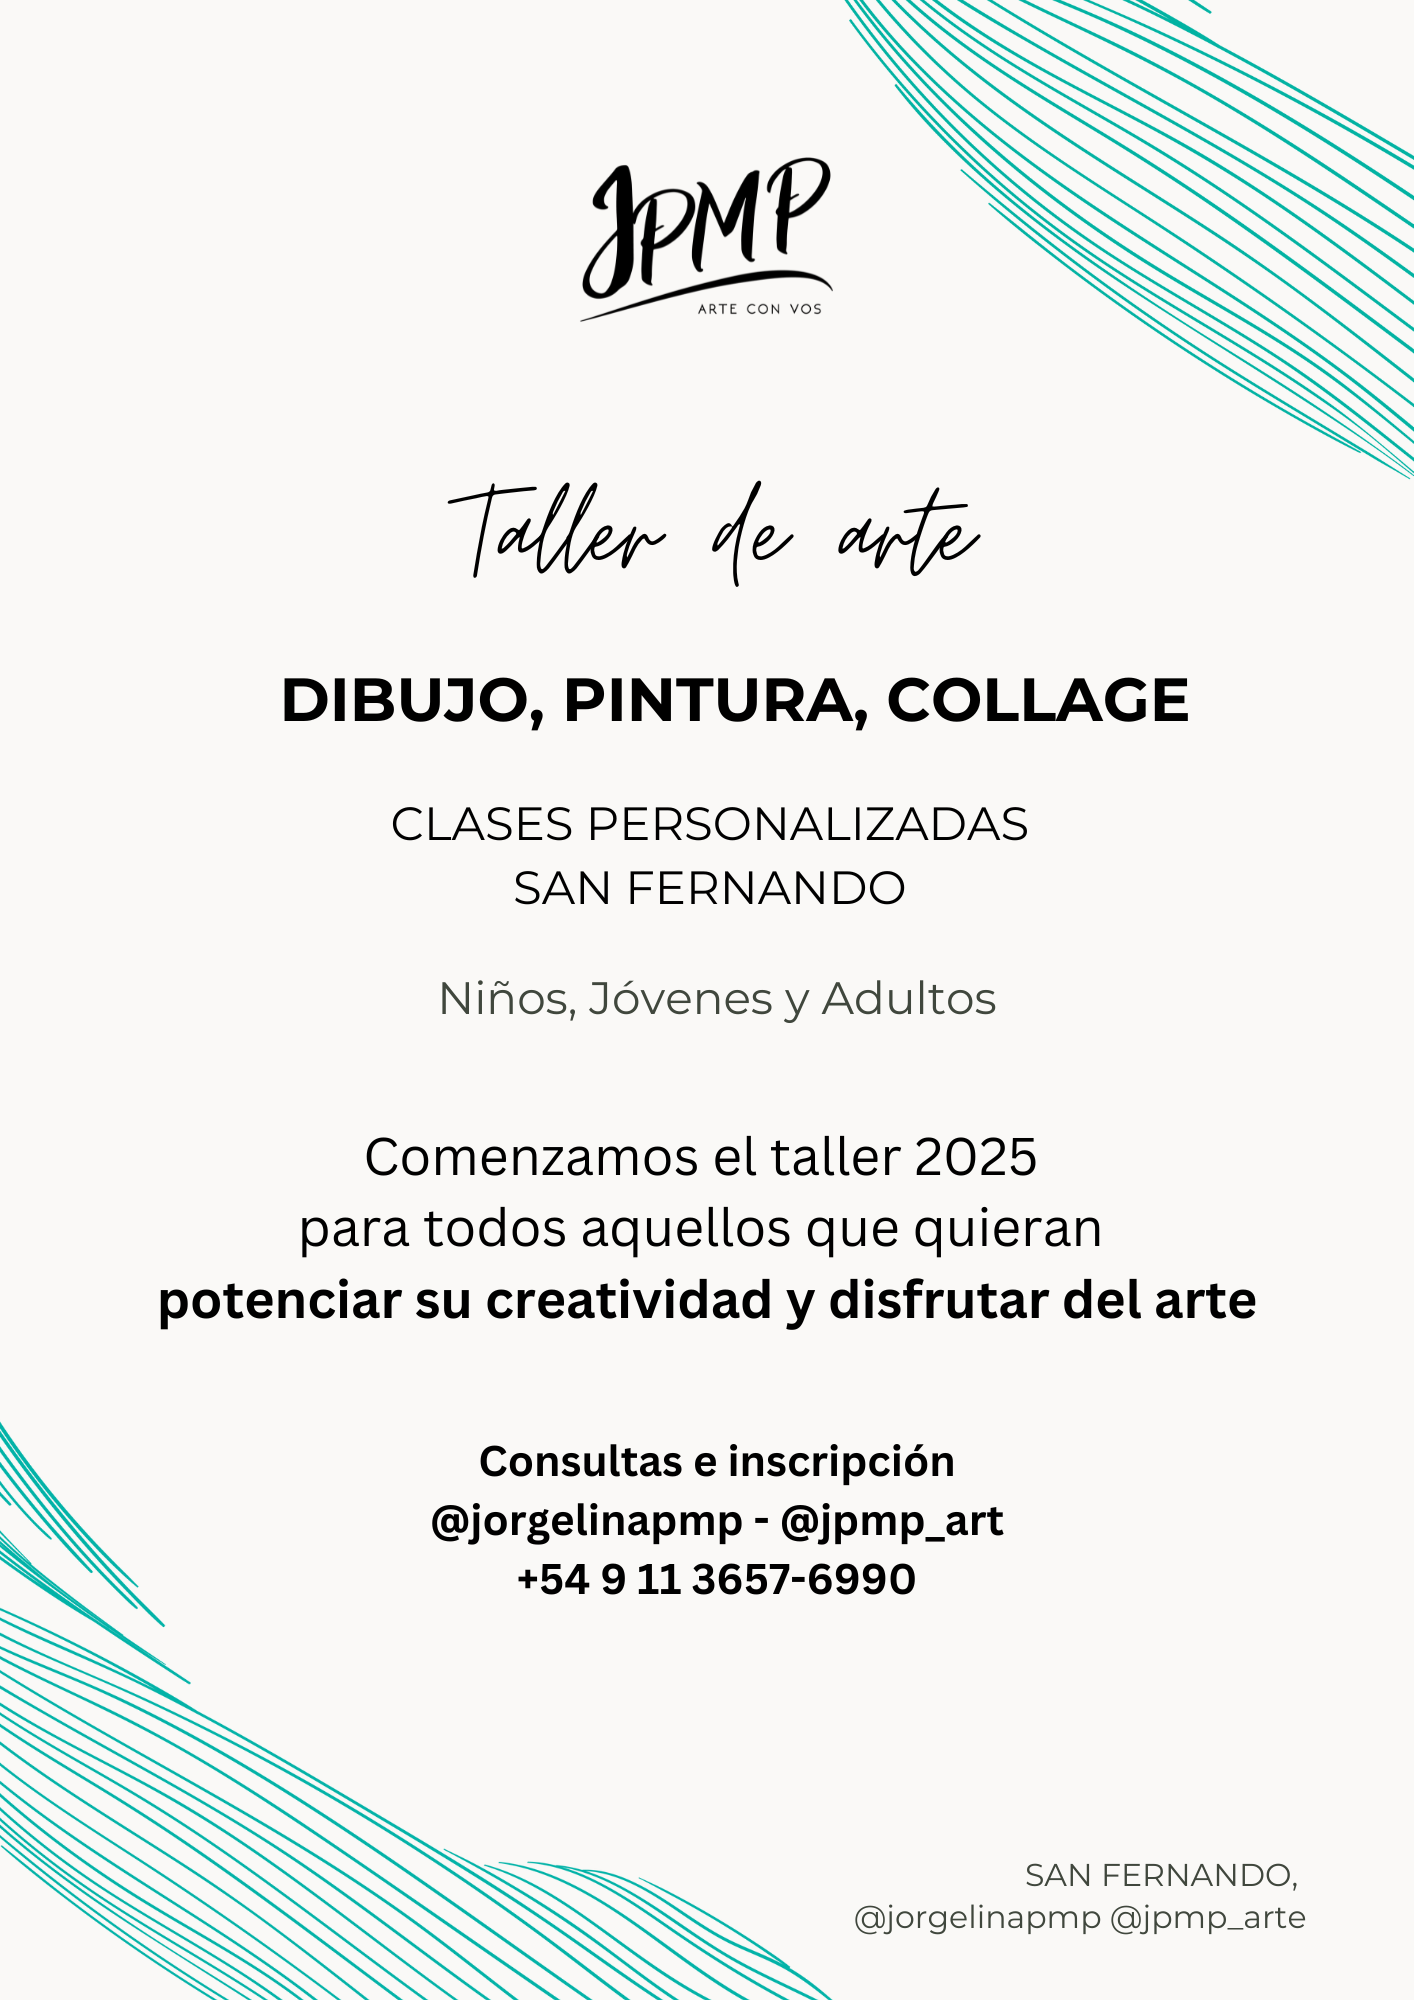 JPMP
ARTE CON VOS
Taller de arte
DIBUJO, PINTURA, COLLAGE
CLASES PERSONALIZADAS
SAN FERNANDO
Niños, Jóvenes y Adultos
Comenzamos el taller 2025
para todos aquellos que quieran
potenciar su creatividad y disfrutar del arte
Consultas e inscripción
@jorgelinapmp - @jpmp_art
+54 9 11 3657-6990
SAN FERNANDO,
@jorgelinapmp @jpmp_arte